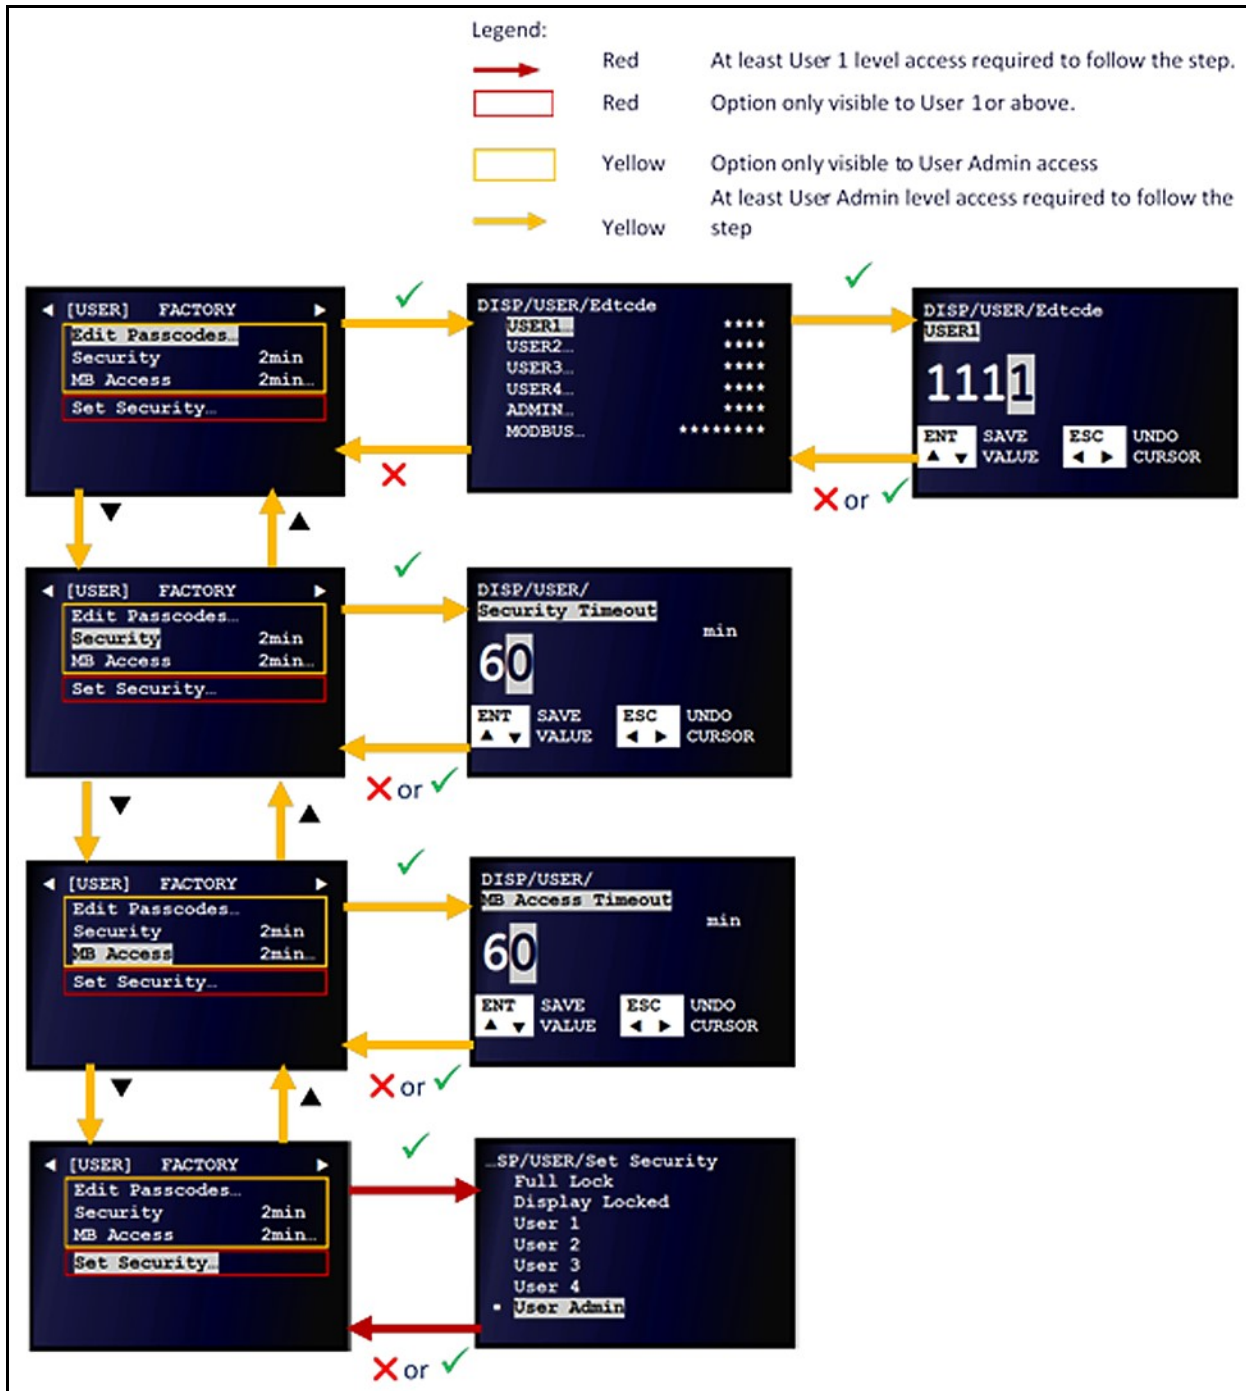 Legend:
Red At least User 1 level access required to follow the step.
Red Option only visible to User 1or above.
Yellow Option only visible to User Admin access
At least User Admin level access required to follow the
Yellow step
◀ [USER] FACTORY ▶
Edit Passcodes…
Security 2min
MB Access 2min…
Set Security…
DISP/USER/Edtcde
USER1… ****
USER2… ****
USER3… ****
USER4… ****
ADMIN… ****
MODBUS… ********
DISP/USER/Edtcde
USER1
1111
ENT SAVE ESC UNDO
▲ ▼ VALUE ◀ ▶ CURSOR
✓
✓
✗
✗ or ✓
▼
▲
◀ [USER] FACTORY ▶
Edit Passcodes…
Security 2min
MB Access 2min…
Set Security…
✓
DISP/USER/
Security Timeout
min
60
ENT SAVE ESC UNDO
▲ ▼ VALUE ◀ ▶ CURSOR
✗ or ✓
▼
▲
◀ [USER] FACTORY ▶
Edit Passcodes…
Security 2min
MB Access 2min…
Set Security…
✓
DISP/USER/
MB Access Timeout
min
60
ENT SAVE ESC UNDO
▲ ▼ VALUE ◀ ▶ CURSOR
✗ or ✓
▼
▲
◀ [USER] FACTORY ▶
Edit Passcodes…
Security 2min
MB Access 2min…
Set Security…
✓
…SP/USER/Set Security
Full Lock
Display Locked
User 1
User 2
User 3
User 4
▪ User Admin
✗ or ✓